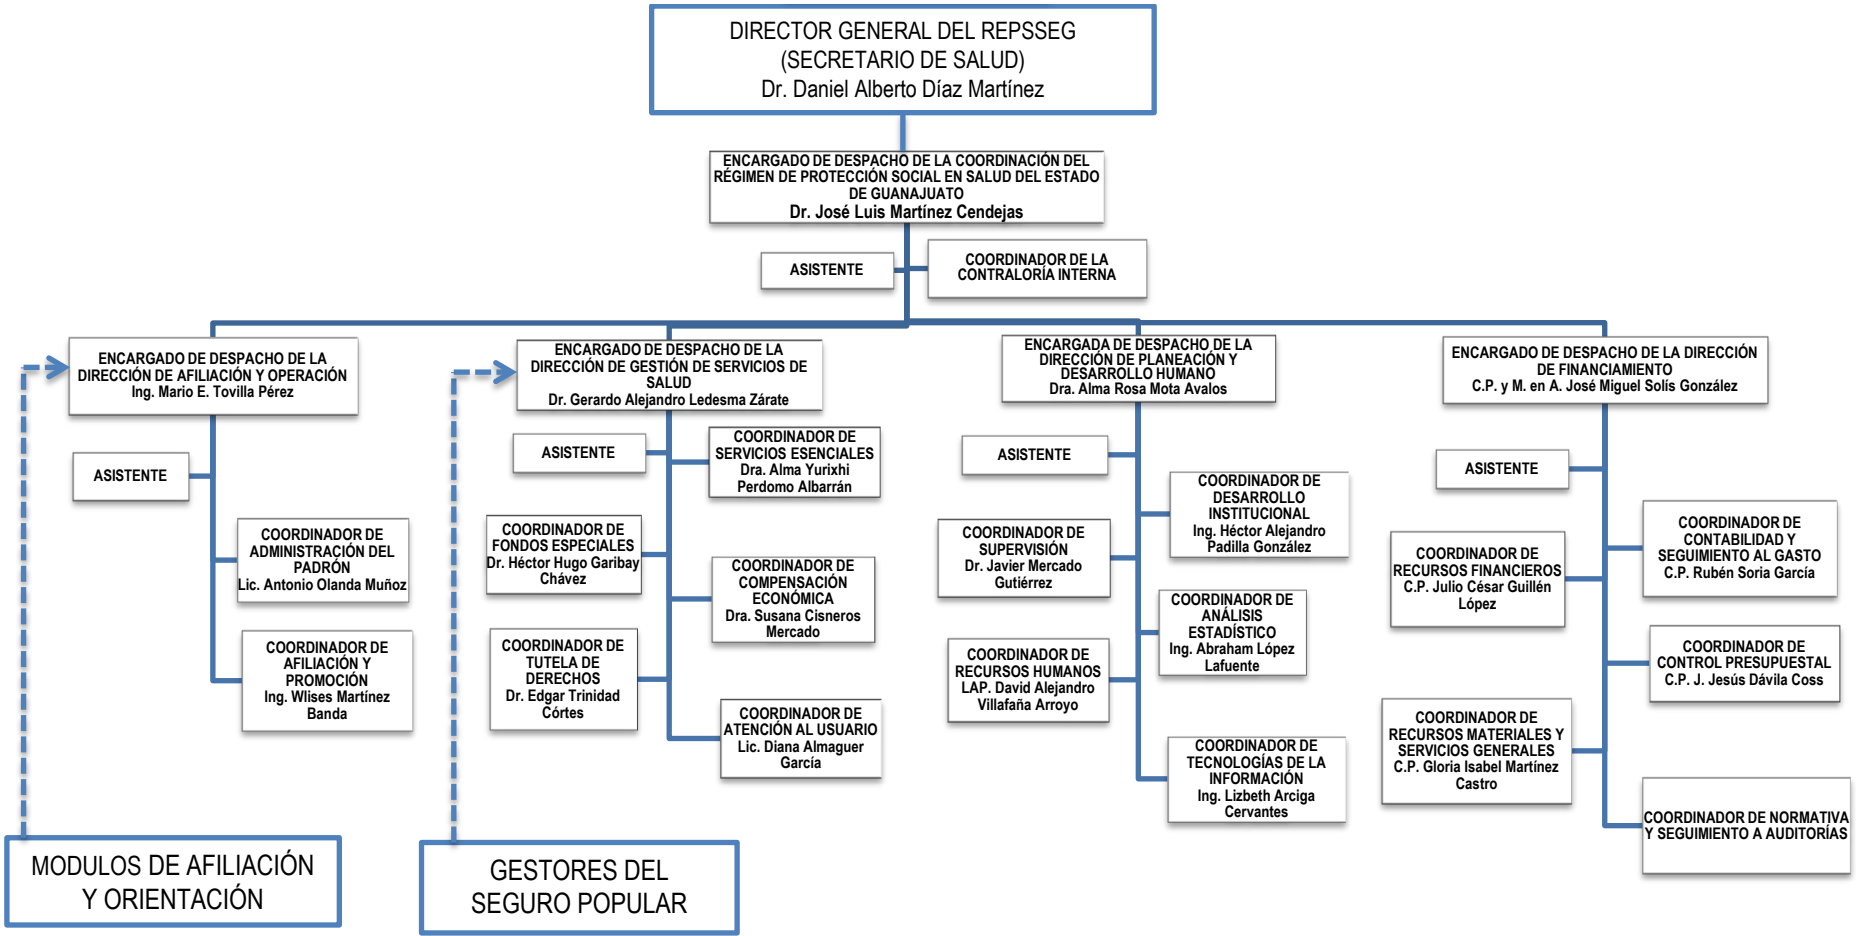 DIRECTOR GENERAL DEL REPSSEG
(SECRETARIO DE SALUD)
Dr. Daniel Alberto Díaz Martínez
ENCARGADO DE DESPACHO DE LA COORDINACIÓN DEL
RÉGIMEN DE PROTECCIÓN SOCIAL EN SALUD DEL ESTADO
DE GUANAJUATO
Dr. José Luis Martínez Cendejas
ASISTENTE
COORDINADOR DE LA
CONTRALORÍA INTERNA
ENCARGADO DE DESPACHO DE LA
DIRECCIÓN DE AFILIACIÓN Y OPERACIÓN
Ing. Mario E. Tovilla Pérez
ASISTENTE
COORDINADOR DE
ADMINISTRACIÓN DEL
PADRÓN
Lic. Antonio Olanda Muñoz
COORDINADOR DE
AFILIACIÓN Y
PROMOCIÓN
Ing. Wlises Martínez
Banda
MODULOS DE AFILIACIÓN
Y ORIENTACIÓN
ENCARGADO DE DESPACHO DE LA
DIRECCIÓN DE GESTIÓN DE SERVICIOS DE
SALUD
Dr. Gerardo Alejandro Ledesma Zárate
ASISTENTE
COORDINADOR DE
SERVICIOS ESENCIALES
Dra. Alma Yurixhi
Perdomo Albarrán
COORDINADOR DE
FONDOS ESPECIALES
Dr. Héctor Hugo Garibay
Chávez
COORDINADOR DE
COMPENSACIÓN
ECONÓMICA
Dra. Susana Cisneros
Mercado
COORDINADOR DE
TUTELA DE
DERECHOS
Dr. Edgar Trinidad
Córtes
COORDINADOR DE
ATENCIÓN AL USUARIO
Lic. Diana Almaguer
García
GESTORES DEL
SEGURO POPULAR
ENCARGADA DE DESPACHO DE LA
DIRECCIÓN DE PLANEACIÓN Y
DESARROLLO HUMANO
Dra. Alma Rosa Mota Avalos
ASISTENTE
COORDINADOR DE
DESARROLLO
INSTITUCIONAL
Ing. Héctor Alejandro
Padilla González
COORDINADOR DE
SUPERVISIÓN
Dr. Javier Mercado
Gutiérrez
COORDINADOR DE
ANÁLISIS
ESTADÍSTICO
Ing. Abraham López
Lafuente
COORDINADOR DE
RECURSOS HUMANOS
LAP. David Alejandro
Villafaña Arroyo
COORDINADOR DE
TECNOLOGÍAS DE LA
INFORMACIÓN
Ing. Lizbeth Arciga
Cervantes
ENCARGADO DE DESPACHO DE LA DIRECCIÓN
DE FINANCIAMIENTO
C.P. y M. en A. José Miguel Solís González
ASISTENTE
COORDINADOR DE
CONTABILIDAD Y
SEGUIMIENTO AL GASTO
C.P. Rubén Soria García
COORDINADOR DE
RECURSOS FINANCIEROS
C.P. Julio César Guillén
López
COORDINADOR DE
CONTROL PRESUPUESTAL
C.P. J. Jesús Dávila Coss
COORDINADOR DE
RECURSOS MATERIALES Y
SERVICIOS GENERALES
C.P. Gloria Isabel Martínez
Castro
COORDINADOR DE NORMATIVA
Y SEGUIMIENTO A AUDITORÍAS